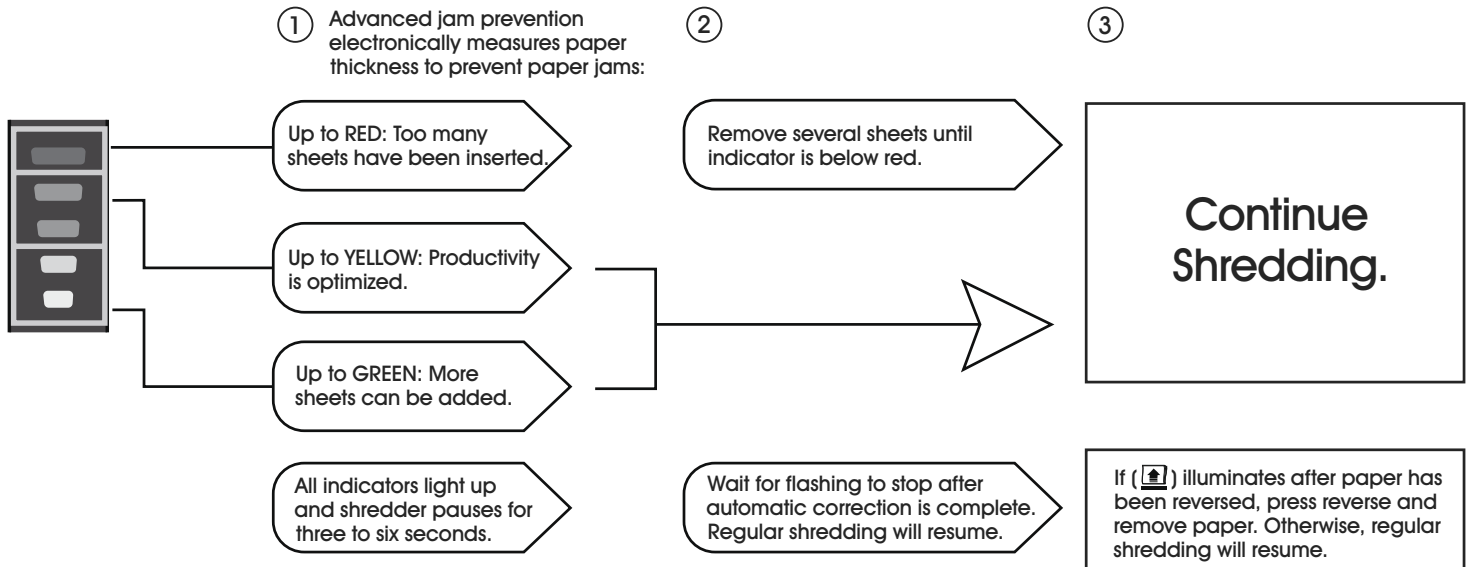 1
Advanced jam prevention
electronically measures paper
thickness to prevent paper jams:
Up to RED: Too many
sheets have been inserted.
Up to YELLOW: Productivity
is optimized.
Up to GREEN: More
sheets can be added.
All indicators light up
and shredder pauses for
three to six seconds.
2
Remove several sheets until
indicator is below red.
Wait for flashing to stop after
automatic correction is complete.
Regular shredding will resume.
3
Continue
Shredding.
If ( ) illuminates after paper has
been reversed, press reverse and
remove paper. Otherwise, regular
shredding will resume.